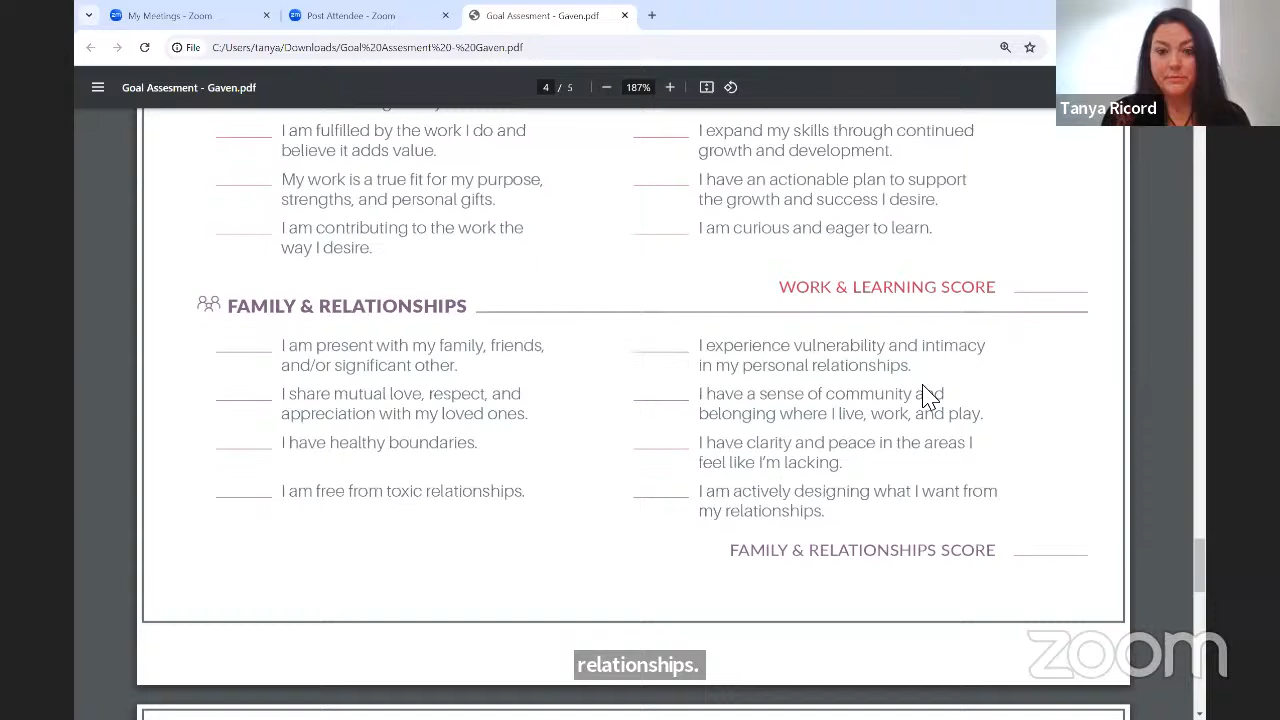 My Meetings - Zoom
Post Attendee - Zoom
Goal Assesment - Gaven.pdf
File
C:/Users/tanya/Downloads/Goal%20Assesment%20-%20Gaven.pdf
Goal Assesment - Gaven.pdf
4 / 5
187%
Tanya Ricord
I am fulfilled by the work I do and
believe it adds value.
My work is a true fit for my purpose,
strengths, and personal gifts.
I am contributing to the work the
way I desire.
I expand my skills through continued
growth and development.
I have an actionable plan to support
the growth and success I desire.
I am curious and eager to learn.
WORK & LEARNING SCORE
FAMILY & RELATIONSHIPS
I am present with my family, friends,
and/or significant other.
I share mutual love, respect, and
appreciation with my loved ones.
I have healthy boundaries.
I am free from toxic relationships.
I experience vulnerability and intimacy
in my personal relationships.
I have a sense of community and
belonging where I live, work, and play.
I have clarity and peace in the areas I
feel like I'm lacking.
I am actively designing what I want from
my relationships.
FAMILY & RELATIONSHIPS SCORE
relationships.
zoom